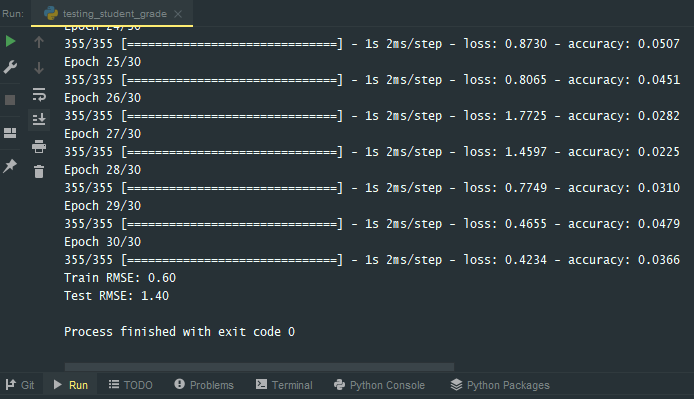 Run: testing_student_grade
Epoch 24/30
355/355 [==============================] - 1s 2ms/step - loss: 0.8730 - accuracy: 0.0507
Epoch 25/30
355/355 [==============================] - 1s 2ms/step - loss: 0.8065 - accuracy: 0.0451
Epoch 26/30
355/355 [==============================] - 1s 2ms/step - loss: 1.7725 - accuracy: 0.0282
Epoch 27/30
355/355 [==============================] - 1s 2ms/step - loss: 1.4597 - accuracy: 0.0225
Epoch 28/30
355/355 [==============================] - 1s 2ms/step - loss: 0.7749 - accuracy: 0.0310
Epoch 29/30
355/355 [==============================] - 1s 2ms/step - loss: 0.4655 - accuracy: 0.0479
Epoch 30/30
355/355 [==============================] - 1s 2ms/step - loss: 0.4234 - accuracy: 0.0366
Train RMSE: 0.60
Test RMSE: 1.40
Process finished with exit code 0
Git Run TODO Problems Terminal Python Console Python Packages